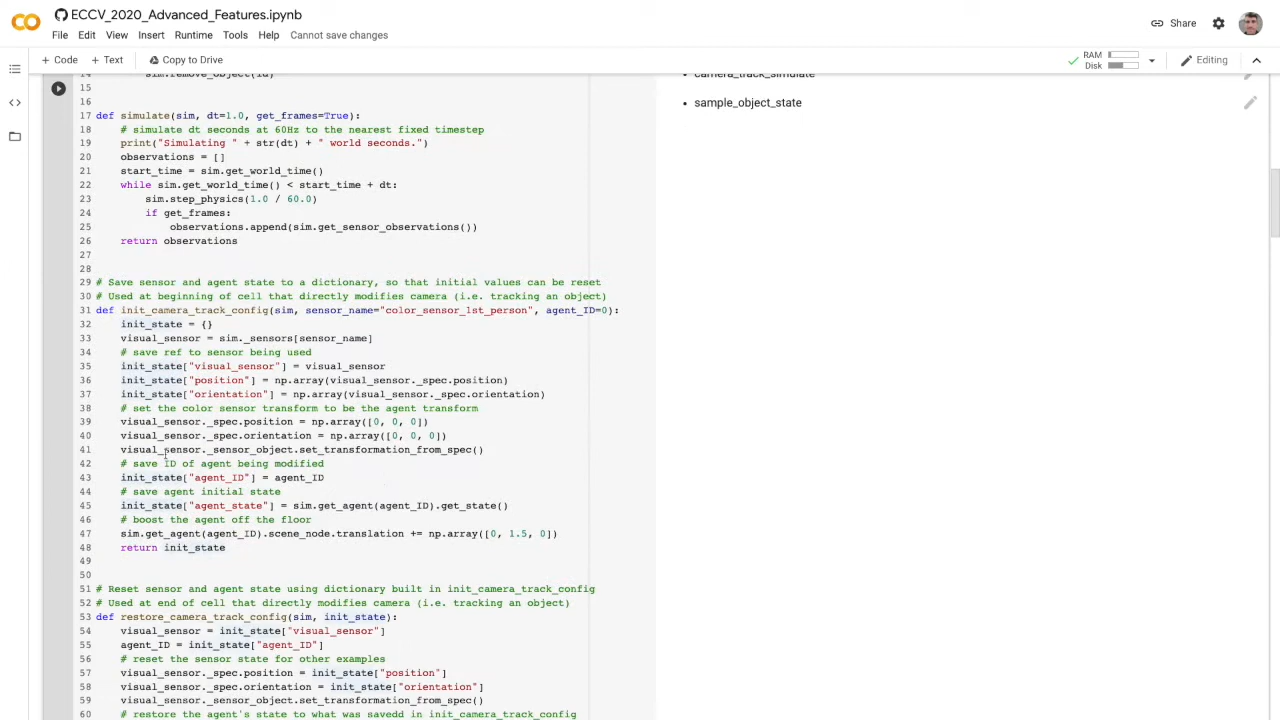 ECCV_2020_Advanced_Features.ipynb
Share
File Edit View Insert Runtime Tools Help Cannot save changes
+ Code + Text Copy to Drive
RAM
Disk
Editing
14 sim.remove_object(id)
15
16
17 def simulate(sim, dt=1.0, get_frames=True):
18 # simulate dt seconds at 60Hz to the nearest fixed timestep
19 print("Simulating " + str(dt) + " world seconds.")
20 observations = []
21 start_time = sim.get_world_time()
22 while sim.get_world_time() < start_time + dt:
23 sim.step_physics(1.0 / 60.0)
24 if get_frames:
25 observations.append(sim.get_sensor_observations())
26 return observations
27
28
29 # Save sensor and agent state to a dictionary, so that initial values can be reset
30 # Used at beginning of cell that directly modifies camera (i.e. tracking an object)
31 def init_camera_track_config(sim, sensor_name="color_sensor_1st_person", agent_ID=0):
32 init_state = {}
33 visual_sensor = sim._sensors[sensor_name]
34 # save ref to sensor being used
35 init_state["visual_sensor"] = visual_sensor
36 init_state["position"] = np.array(visual_sensor._spec.position)
37 init_state["orientation"] = np.array(visual_sensor._spec.orientation)
38 # set the color sensor transform to be the agent transform
39 visual_sensor._spec.position = np.array([0, 0, 0])
40 visual_sensor._spec.orientation = np.array([0, 0, 0])
41 visual_sensor._sensor_object.set_transformation_from_spec()
42 # save ID of agent being modified
43 init_state["agent_ID"] = agent_ID
44 # save agent initial state
45 init_state["agent_state"] = sim.get_agent(agent_ID).get_state()
46 # boost the agent off the floor
47 sim.get_agent(agent_ID).scene_node.translation += np.array([0, 1.5, 0])
48 return init_state
49
50
51 # Reset sensor and agent state using dictionary built in init_camera_track_config
52 # Used at end of cell that directly modifies camera (i.e. tracking an object)
53 def restore_camera_track_config(sim, init_state):
54 visual_sensor = init_state["visual_sensor"]
55 agent_ID = init_state["agent_ID"]
56 # reset the sensor state for other examples
57 visual_sensor._spec.position = init_state["position"]
58 visual_sensor._spec.orientation = init_state["orientation"]
59 visual_sensor._sensor_object.set_transformation_from_spec()
60 # restore the agent's state to what was savedd in init_camera_track_config
camera_track_simulate
sample_object_state